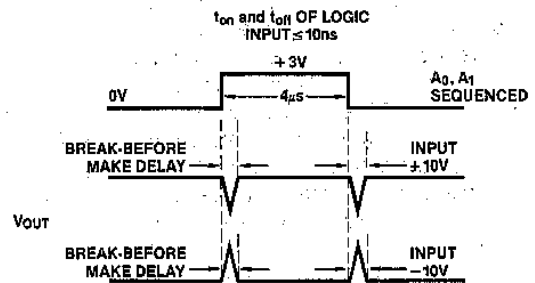 ton and toff OF LOGIC
INPUT ≤ 10ns
+3V
0V
4μs
A0, A1
SEQUENCED
BREAK-BEFORE
MAKE DELAY
INPUT
+10V
VOUT
BREAK-BEFORE
MAKE DELAY
INPUT
−10V